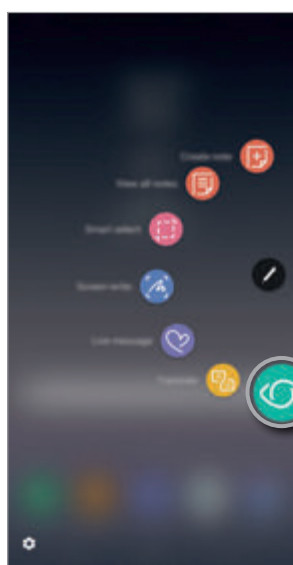 Create note
View all notes
Smart select
Screen write
Live message
Translate